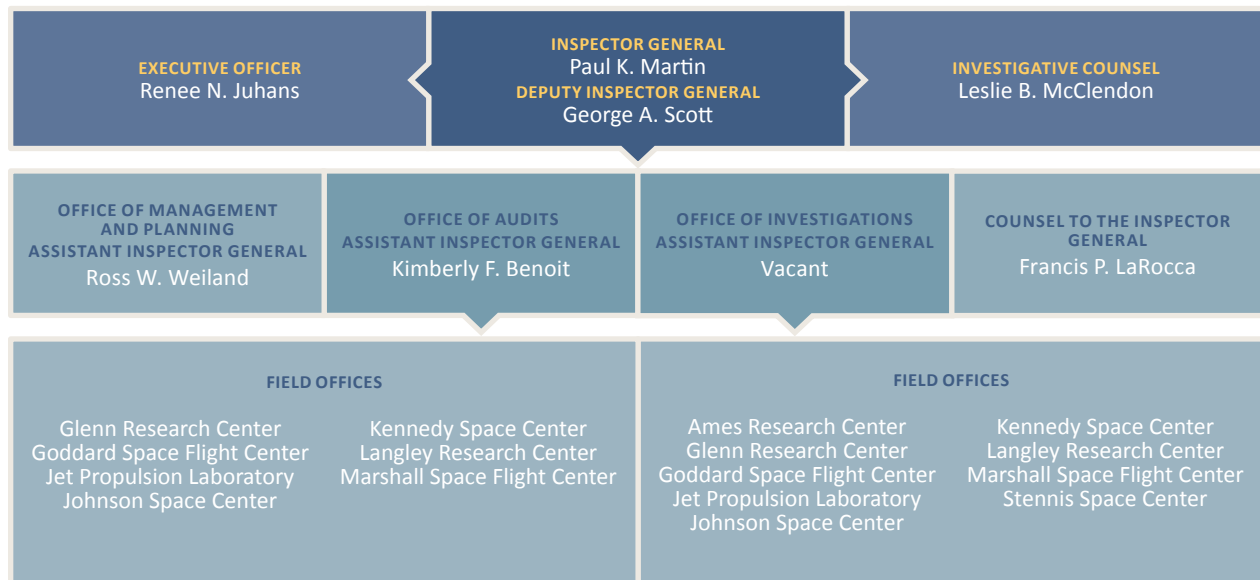 EXECUTIVE OFFICER
Renee N. Juhans
INSPECTOR GENERAL
Paul K. Martin
DEPUTY INSPECTOR GENERAL
George A. Scott
INVESTIGATIVE COUNSEL
Leslie B. McClendon
OFFICE OF MANAGEMENT
AND PLANNING
ASSISTANT INSPECTOR GENERAL
Ross W. Weiland
OFFICE OF AUDITS
ASSISTANT INSPECTOR GENERAL
Kimberly F. Benoit
OFFICE OF INVESTIGATIONS
ASSISTANT INSPECTOR GENERAL
Vacant
COUNSEL TO THE INSPECTOR
GENERAL
Francis P. LaRocca
FIELD OFFICES
Glenn Research Center
Goddard Space Flight Center
Jet Propulsion Laboratory
Johnson Space Center
Kennedy Space Center
Langley Research Center
Marshall Space Flight Center
FIELD OFFICES
Ames Research Center
Glenn Research Center
Goddard Space Flight Center
Jet Propulsion Laboratory
Johnson Space Center
Kennedy Space Center
Langley Research Center
Marshall Space Flight Center
Stennis Space Center